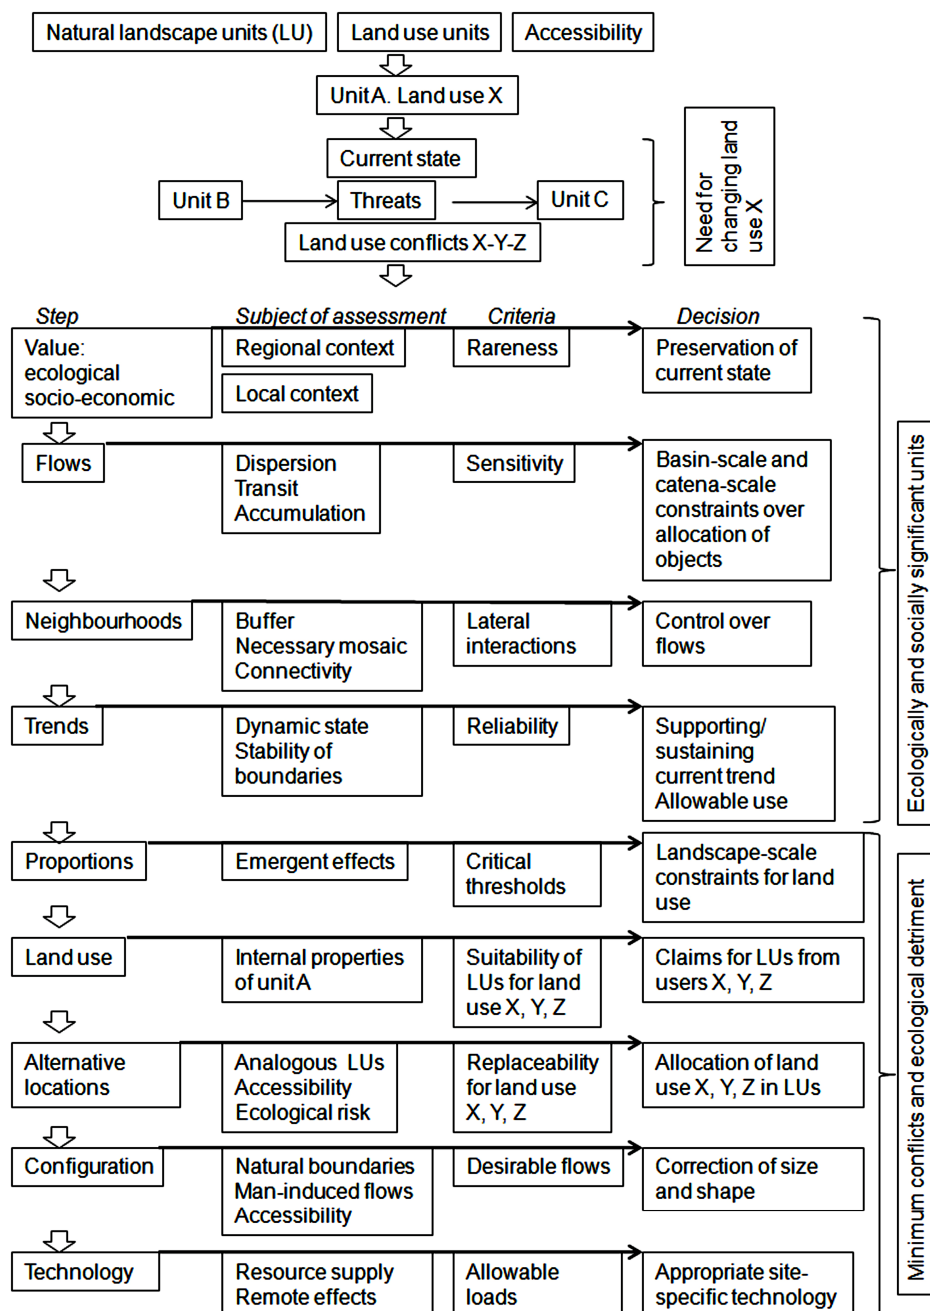 Natural landscape units (LU)
Land use units
Accessibility
Unit A. Land use X
Current state
Unit B
Threats
Unit C
Land use conflicts X-Y-Z
Need for
changing land
use X
Step
Subject of assessment
Criteria
Decision
Value:
ecological
socio-economic
Regional context
Local context
Rareness
Preservation of
current state
Flows
Dispersion
Transit
Accumulation
Sensitivity
Basin-scale and
catena-scale
constraints over
allocation of
objects
Neighbourhoods
Buffer
Necessary mosaic
Connectivity
Lateral
interactions
Control over
flows
Trends
Dynamic state
Stability of
boundaries
Reliability
Supporting/
sustaining
current trend
Allowable use
Ecologically and socially significant units
Proportions
Emergent effects
Critical
thresholds
Landscape-scale
constraints for land
use
Land use
Internal properties
of unit A
Suitability of
LUs for land
use X, Y, Z
Claims for LUs from
users X, Y, Z
Alternative
locations
Analogous LUs
Accessibility
Ecological risk
Replaceability
for land use
X, Y, Z
Allocation of land
use X, Y, Z in LUs
Configuration
Natural boundaries
Man-induced flows
Accessibility
Desirable flows
Correction of size
and shape
Technology
Resource supply
Remote effects
Allowable
loads
Appropriate site-
specific technology
Minimum conflicts and ecological detriment